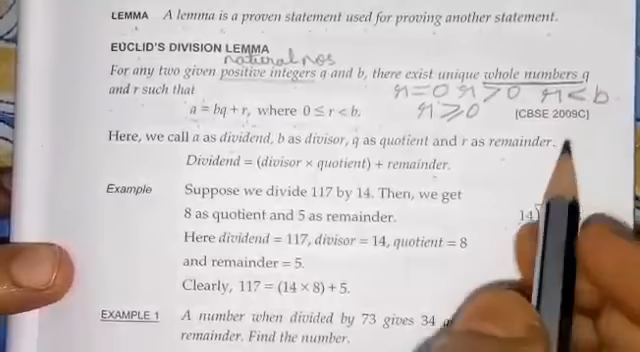 LEMMA A lemma is a proven statement used for proving another statement.
EUCLID'S DIVISION LEMMA
natural nos
For any two given positive integers a and b, there exist unique whole numbers q
and r such that
r=0 r>0 r<b
a = bq + r, where 0 ≤ r < b.
r≥0
[CBSE 2009C]
Here, we call a as dividend, b as divisor, q as quotient and r as remainder.
Dividend = (divisor × quotient) + remainder.
Example Suppose we divide 117 by 14. Then, we get
8 as quotient and 5 as remainder.
14)
Here dividend = 117, divisor = 14, quotient = 8
and remainder = 5.
Clearly, 117 = (14 × 8) + 5.
EXAMPLE 1 A number when divided by 73 gives 34
remainder. Find the number.